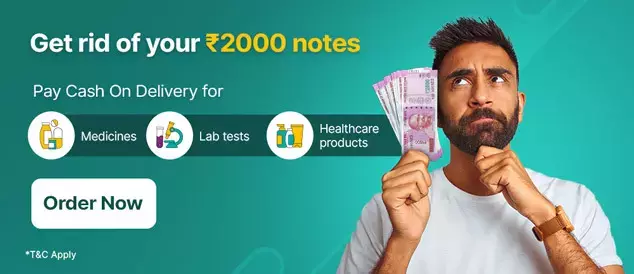 Get rid of your ₹2000 notes
Pay Cash On Delivery for
Medicines
Lab tests
Healthcare
products
Order Now
*T&C Apply